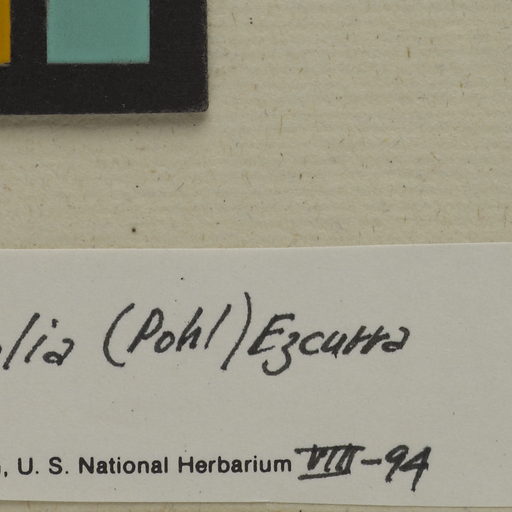 lia (Pohl) Ezcurra
, U. S. National Herbarium VIII-94